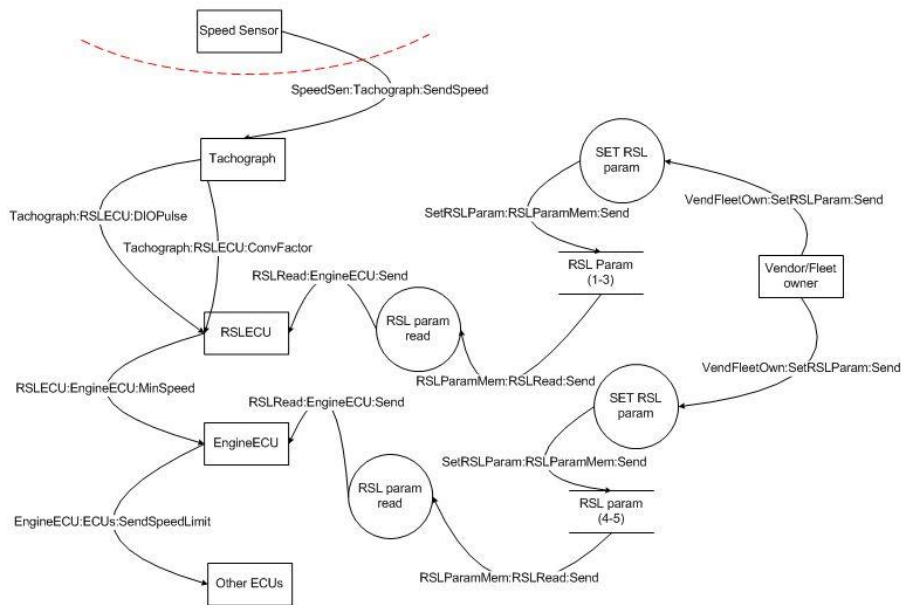 Speed Sensor
SpeedSen:Tachograph:SendSpeed
Tachograph
SET RSL
param
VendFleetOwn:SetRSLParam:Send
Tachograph:RSLECU:DIOPulse
SetRSLParam:RSLParamMem:Send
Tachograph:RSLECU:ConvFactor
RSL Param
(1-3)
Vendor/Fleet
owner
RSLRead:EngineECU:Send
RSL param
read
RSLECU
RSLParamMem:RSLRead:Send
VendFleetOwn:SetRSLParam:Send
RSLECU:EngineECU:MinSpeed
RSLRead:EngineECU:Send
SET RSL
param
EngineECU
SetRSLParam:RSLParamMem:Send
RSL param
read
RSL param
(4-5)
EngineECU:ECUs:SendSpeedLimit
RSLParamMem:RSLRead:Send
Other ECUs